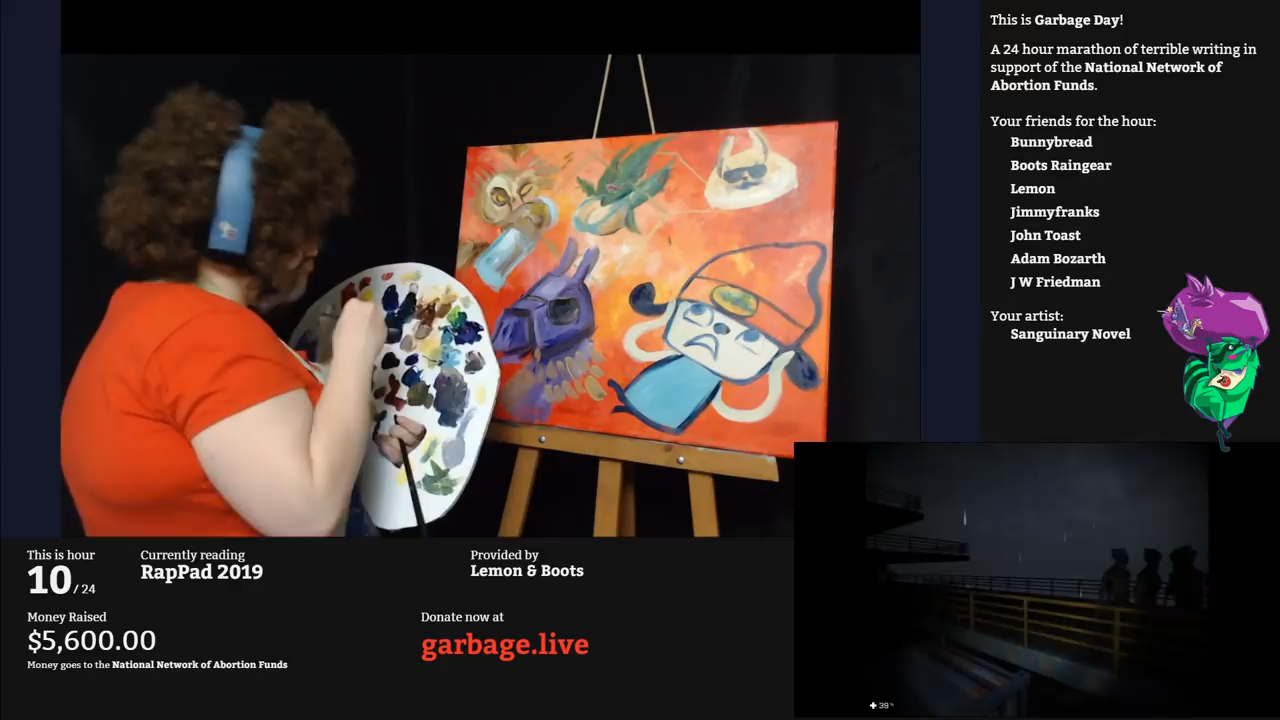 This is Garbage Day!
A 24 hour marathon of terrible writing in
support of the National Network of
Abortion Funds.
Your friends for the hour:
Bunnybread
Boots Raingear
Lemon
Jimmyfranks
John Toast
Adam Bozarth
J W Friedman
Your artist:
Sanguinary Novel
This is hour
10 / 24
Currently reading
RapPad 2019
Provided by
Lemon & Boots
Money Raised
$5,600.00
Money goes to the National Network of Abortion Funds
Donate now at
garbage.live
39